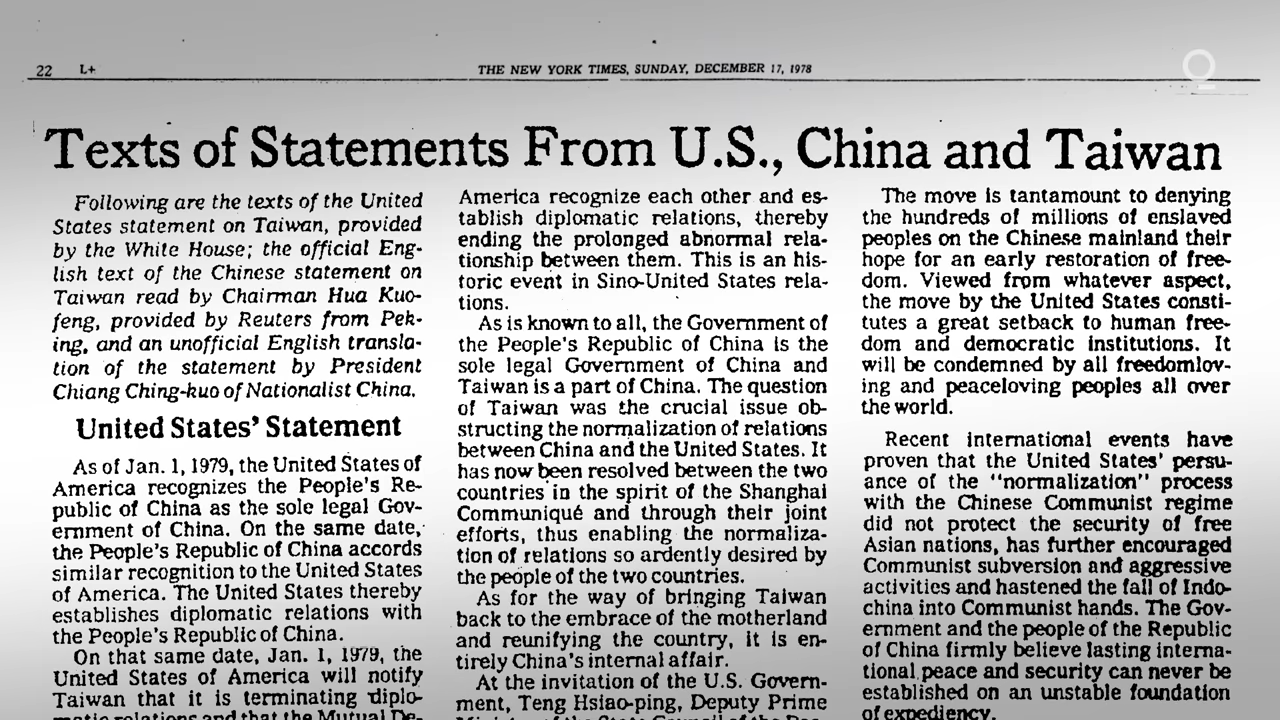 22 L+
THE NEW YORK TIMES, SUNDAY, DECEMBER 17, 1978
Texts of Statements From U.S., China and Taiwan
Following are the texts of the United
States statement on Taiwan, provided
by the White House; the official Eng-
lish text of the Chinese statement on
Taiwan read by Chairman Hua Kuo-
feng, provided by Reuters from Pek-
ing, and an unofficial English transla-
tion of the statement by President
Chiang Ching-kuo of Nationalist China.
United States' Statement
As of Jan. 1, 1979, the United States of
America recognizes the People's Re-
public of China as the sole legal Gov-
ernment of China. On the same date,
the People's Republic of China accords
similar recognition to the United States
of America. The United States thereby
establishes diplomatic relations with
the People's Republic of China.
On that same date, Jan. 1, 1979, the
United States of America will notify
Taiwan that it is terminating diplo-
matic relations and that the Mutual De-
America recognize each other and es-
tablish diplomatic relations, thereby
ending the prolonged abnormal rela-
tionship between them. This is an his-
toric event in Sino-United States rela-
tions.
As is known to all, the Government of
the People's Republic of China is the
sole legal Government of China and
Taiwan is a part of China. The question
of Taiwan was the crucial issue ob-
structing the normalization of relations
between China and the United States. It
has now been resolved between the two
countries in the spirit of the Shanghai
Communiqué and through their joint
efforts, thus enabling the normaliza-
tion of relations so ardently desired by
the people of the two countries.
As for the way of bringing Taiwan
back to the embrace of the motherland
and reunifying the country, it is en-
tirely China's internal affair.
At the invitation of the U.S. Govern-
ment, Teng Hsiao-ping, Deputy Prime
Minister of the State Council of the Peo-
The move is tantamount to denying
the hundreds of millions of enslaved
peoples on the Chinese mainland their
hope for an early restoration of free-
dom. Viewed from whatever aspect,
the move by the United States consti-
tutes a great setback to human free-
dom and democratic institutions. It
will be condemned by all freedomlov-
ing and peaceloving peoples all over
the world.
Recent international events have
proven that the United States' persu-
ance of the "normalization" process
with the Chinese Communist regime
did not protect the security of free
Asian nations, has further encouraged
Communist subversion and aggressive
activities and hastened the fall of Indo-
china into Communist hands. The Gov-
ernment and the people of the Republic
of China firmly believe lasting interna-
tional peace and security can never be
established on an unstable foundation
of expediency.